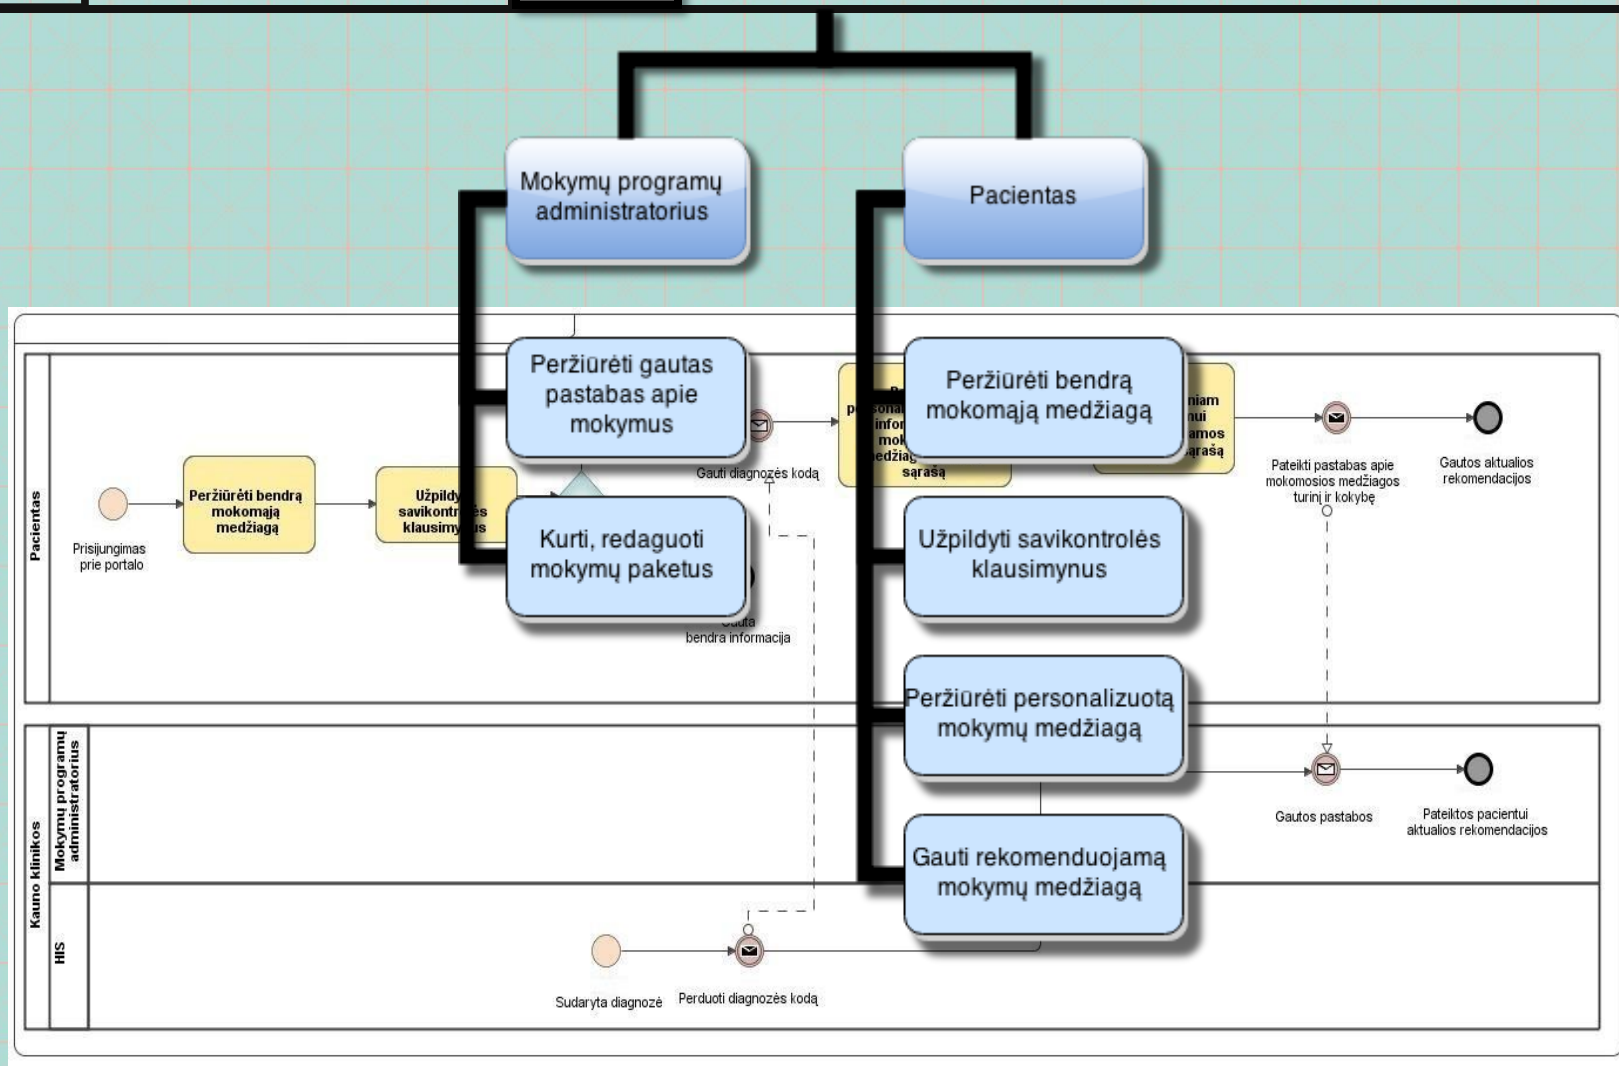 Mokymų programų
administratorius
Pacientas
Peržiūrėti gautas
pastabas apie
mokymus
Kurti, redaguoti
mokymų paketus
Peržiūrėti bendrą
mokomąją medžiagą
Užpildyti savikontrolės
klausimynus
Peržiūrėti personalizuotą
mokymų medžiagą
Gauti rekomenduojamą
mokymų medžiagą
Pacientas
Prisijungimas
prie portalo
Peržiūrėti bendrą
mokomąją
medžiagą
Gauti diagnozės kodą
bendra informacija
sąrašą
Pateikti pastabas apie
mokomosios medžiagos
turinį ir kokybę
Gautos aktualios
rekomendacijos
Kauno klinikos
Mokymų programų
administratorius
Gautos pastabos
Pateiktos pacientui
aktualios rekomendacijos
HIS
Sudaryta diagnozė
Perduoti diagnozės kodą